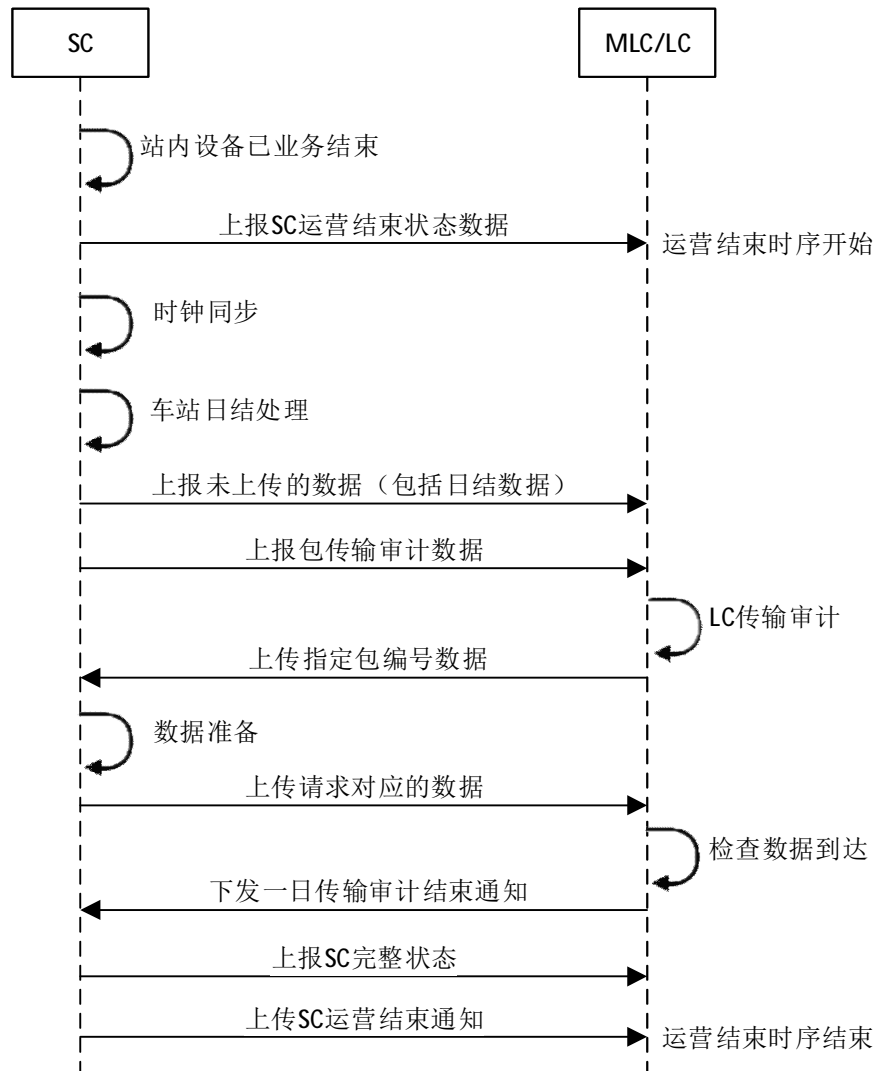 SC
MLC/LC
站内设备已业务结束
上报SC运营结束状态数据
运营结束时序开始
时钟同步
车站日结处理
上报未上传的数据（包括日结数据）
上报包传输审计数据
LC传输审计
上传指定包编号数据
数据准备
上传请求对应的数据
检查数据到达
下发一日传输审计结束通知
上报SC完整状态
上传SC运营结束通知
运营结束时序结束